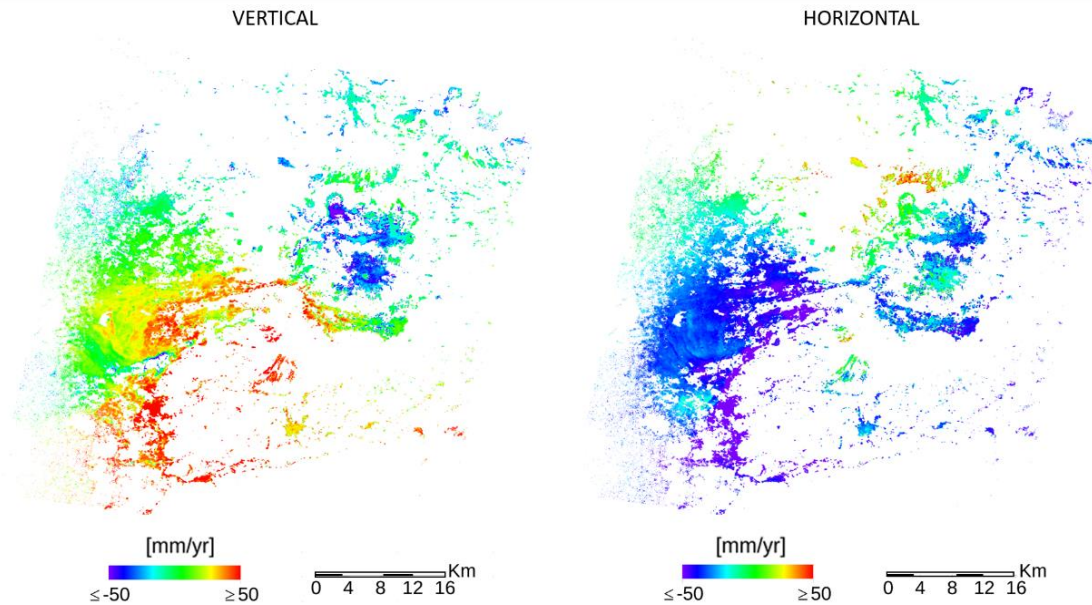 VERTICAL
HORIZONTAL
[mm/yr]
≤ -50
≥ 50
Km
0 4 8 12 16
[mm/yr]
≤ -50
≥ 50
Km
0 4 8 12 16